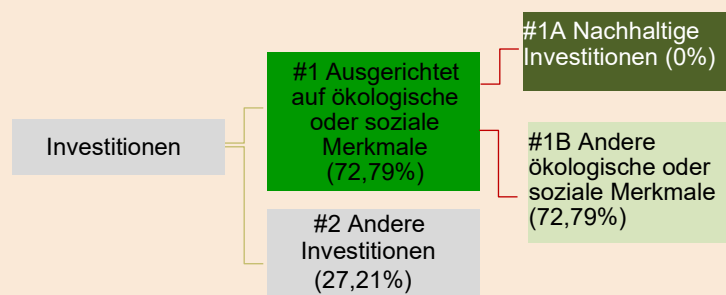 Investitionen
#1 Ausgerichtet
auf ökologische
oder soziale
Merkmale
(72,79%)
#2 Andere
Investitionen
(27,21%)
#1A Nachhaltige
Investitionen (0%)
#1B Andere
ökologische oder
soziale Merkmale
(72,79%)